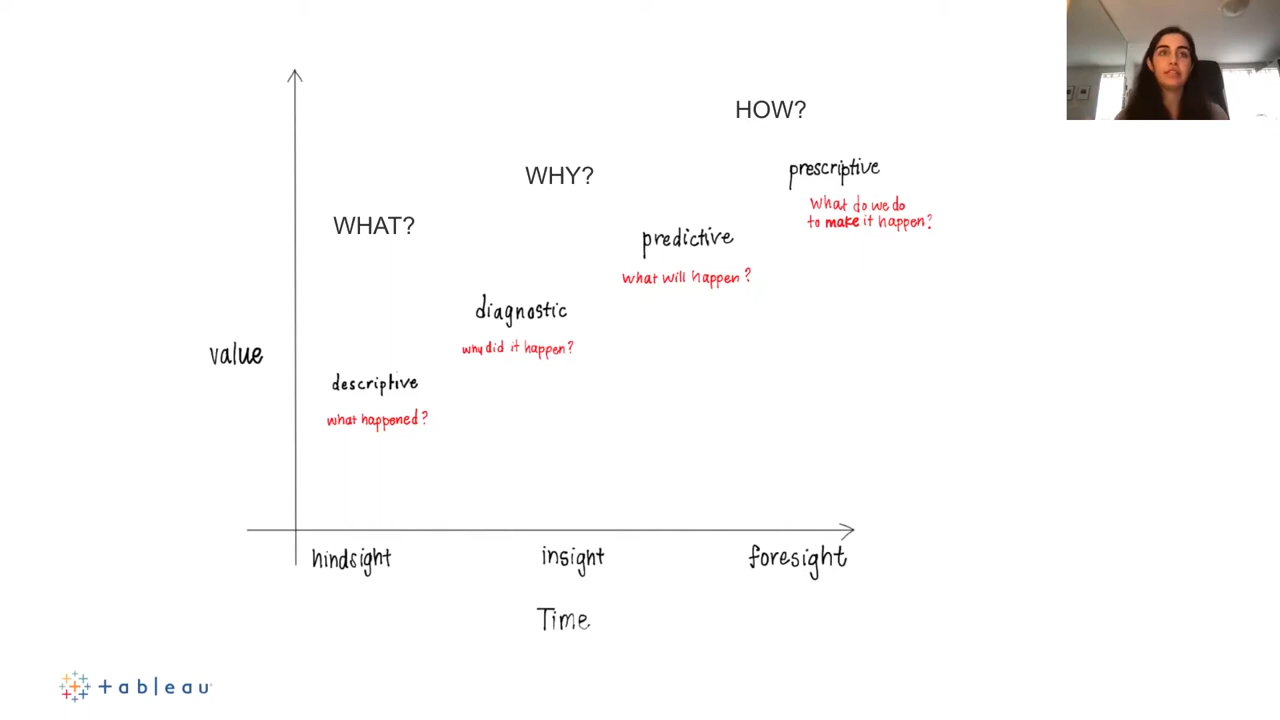 HOW?
prescriptive
What do we do
to make it happen?
WHY?
WHAT?
predictive
what will happen?
diagnostic
why did it happen?
value
descriptive
what happened?
hindsight
insight
foresight
Time
+ableau